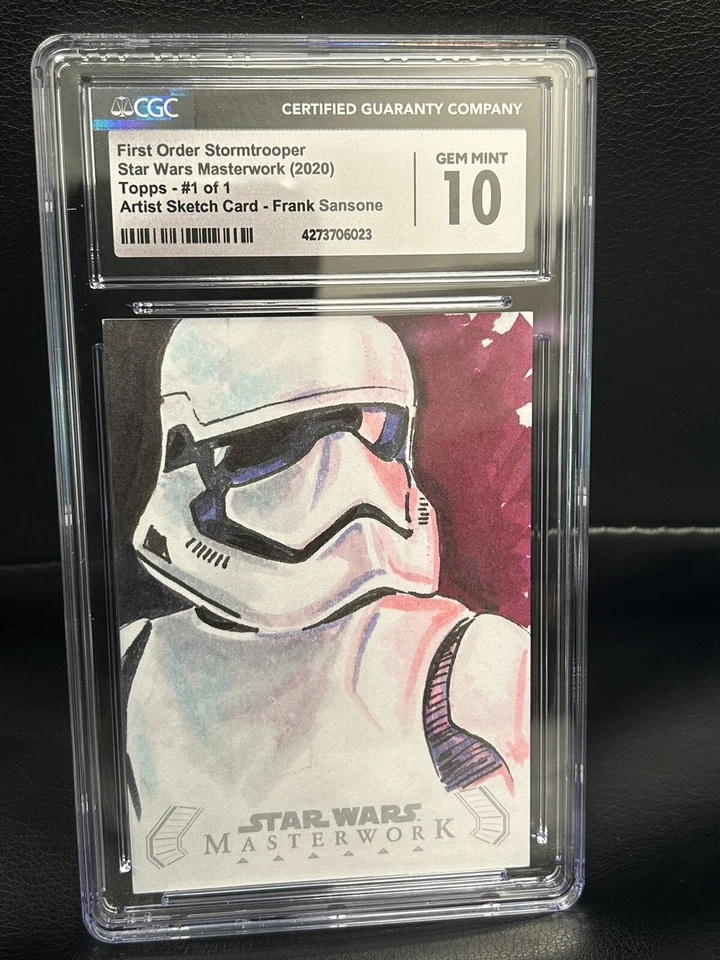 CGC CERTIFIED GUARANTY COMPANY
First Order Stormtrooper
Star Wars Masterwork (2020)
Topps - #1 of 1
Artist Sketch Card - Frank Sansone
4273706023
GEM MINT
10
STAR WARS
MASTERWORK